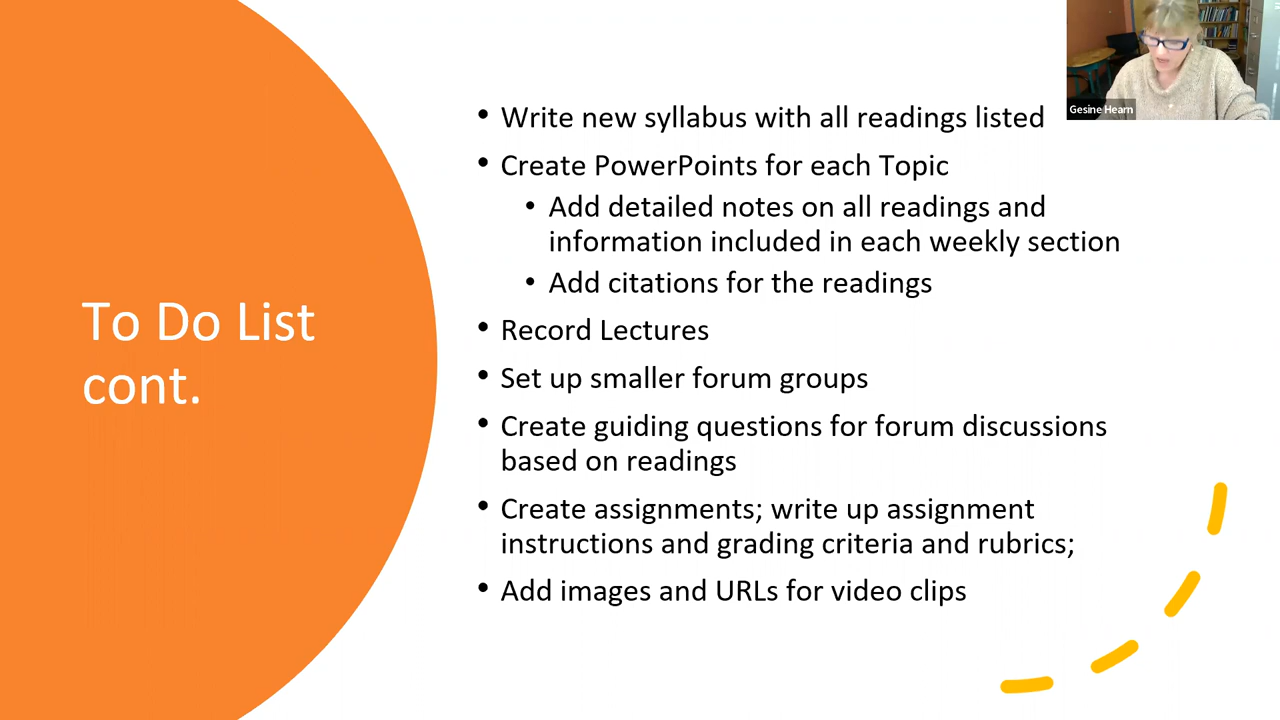 To Do List
cont.
• Write new syllabus with all readings listed
• Create PowerPoints for each Topic
• Add detailed notes on all readings and
information included in each weekly section
• Add citations for the readings
• Record Lectures
• Set up smaller forum groups
• Create guiding questions for forum discussions
based on readings
• Create assignments; write up assignment
instructions and grading criteria and rubrics;
• Add images and URLs for video clips
Gesine Hearn